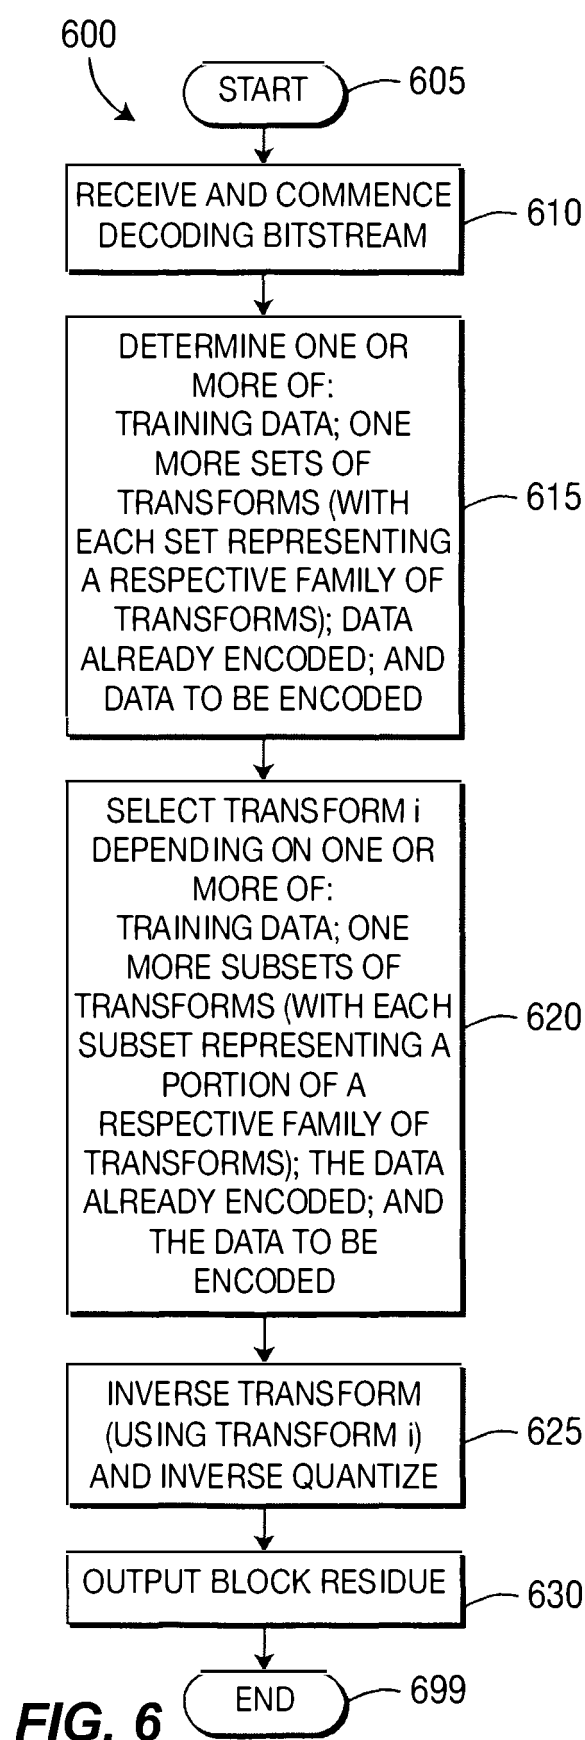 600
START
605
RECEIVE AND COMMENCE
DECODING BITSTREAM
610
DETERMINE ONE OR
MORE OF:
TRAINING DATA; ONE
MORE SETS OF
TRANSFORMS (WITH
EACH SET REPRESENTING
A RESPECTIVE FAMILY OF
TRANSFORMS); DATA
ALREADY ENCODED; AND
DATA TO BE ENCODED
615
SELECT TRANSFORM i
DEPENDING ON ONE OR
MORE OF:
TRAINING DATA; ONE
MORE SUBSETS OF
TRANSFORMS (WITH EACH
SUBSET REPRESENTING A
PORTION OF A
RESPECTIVE FAMILY OF
TRANSFORMS); THE DATA
ALREADY ENCODED; AND
THE DATA TO BE
ENCODED
620
INVERSE TRANSFORM
(USING TRANSFORM i)
AND INVERSE QUANTIZE
625
OUTPUT BLOCK RESIDUE
630
END
699
FIG. 6